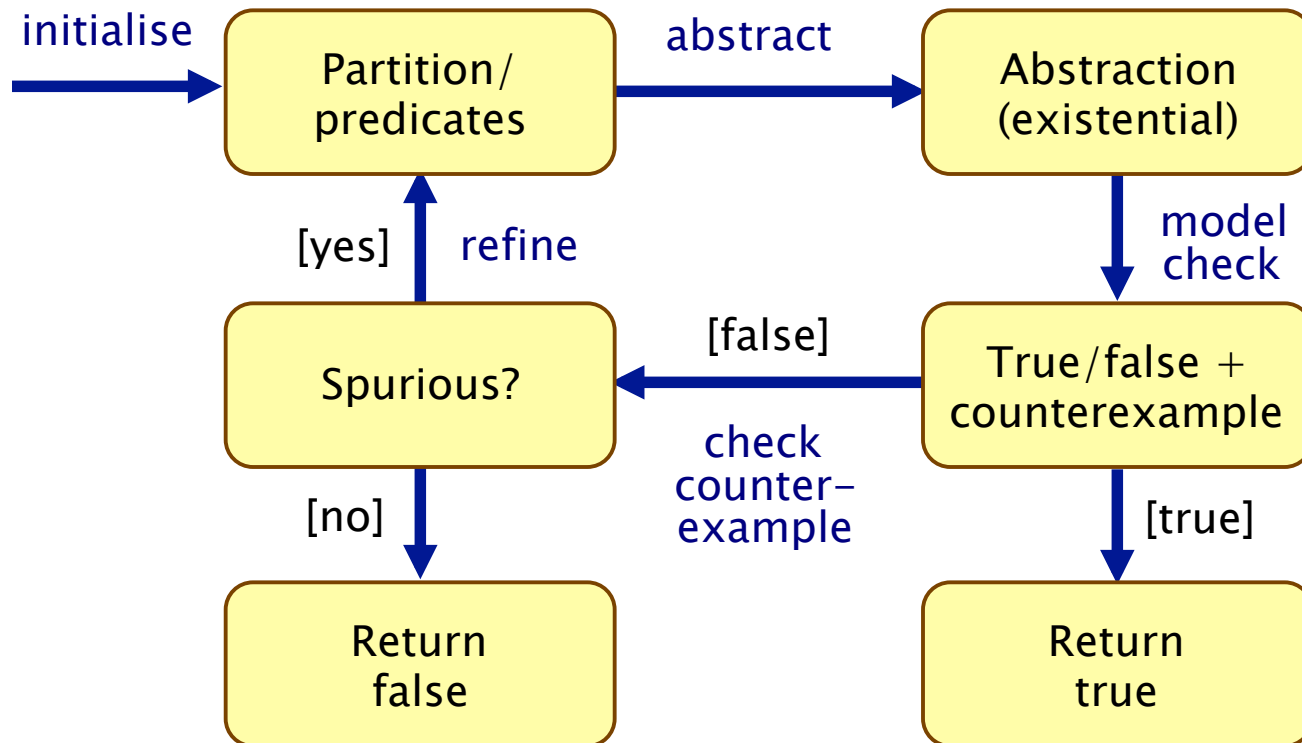 initialise
Partition/
predicates
abstract
Abstraction
(existential)
[yes]
refine
model
check
Spurious?
[false]
check
counter-
example
True/false +
counterexample
[no]
[true]
Return
false
Return
true